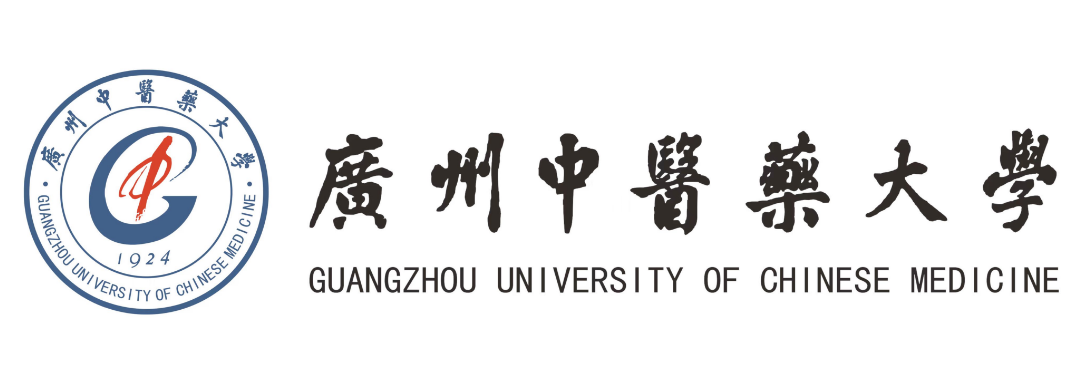 廣州中醫藥大學
中
1924
·GUANGZHOU UNIVERSITY OF CHINESE MEDICINE·
廣州中醫藥大學
GUANGZHOU UNIVERSITY OF CHINESE MEDICINE